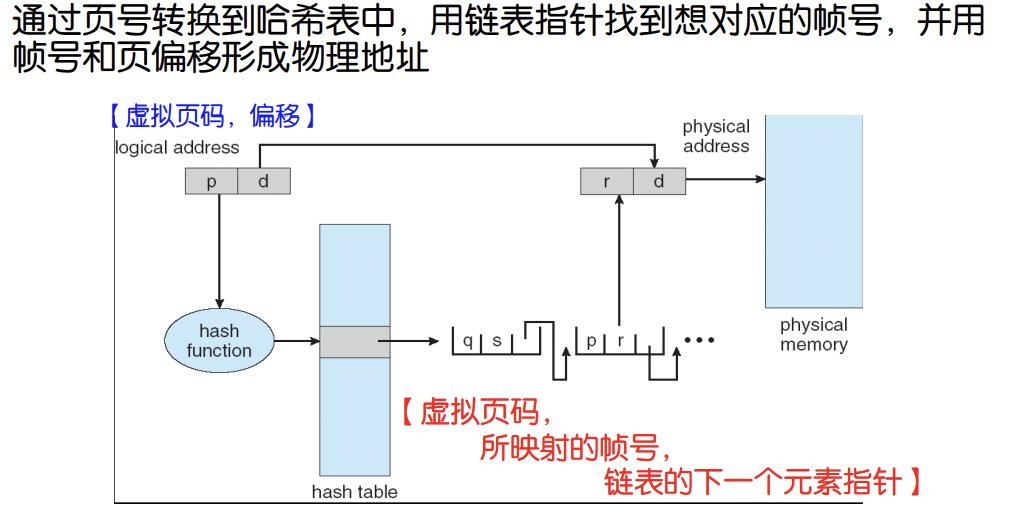 通过页号转换到哈希表中，用链表指针找到想对应的帧号，并用
帧号和页偏移形成物理地址
【虚拟页码，偏移】
logical address
physical
address
p d
r d
hash
function
q s
p r
•••
physical
memory
【虚拟页码，
所映射的帧号，
链表的下一个元素指针】
hash table